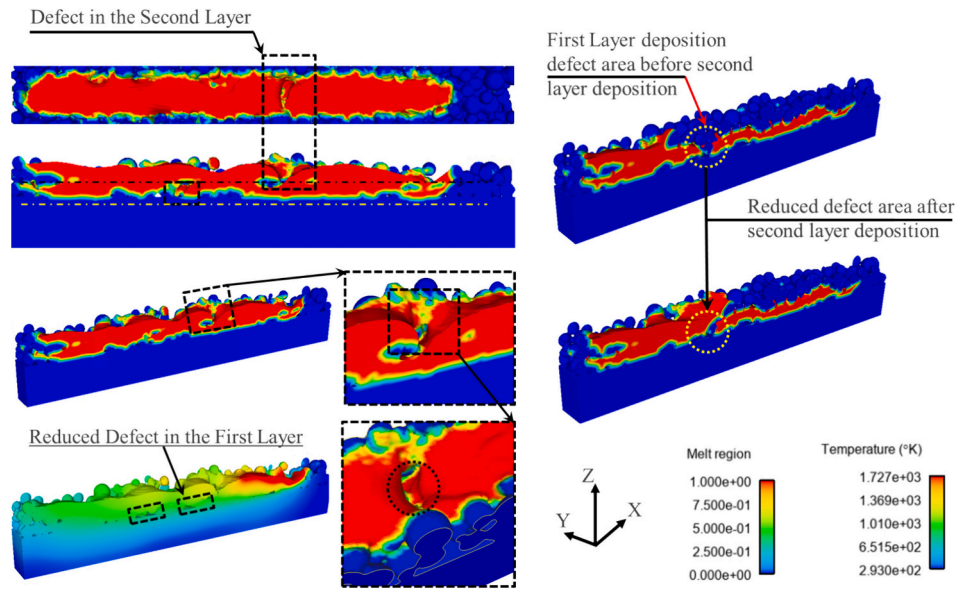 Defect in the Second Layer
First Layer deposition
defect area before second
layer deposition
Reduced defect area after
second layer deposition
Reduced Defect in the First Layer
Melt region
1.000e+00
7.500e-01
5.000e-01
2.500e-01
0.000e+00
Temperature (°K)
1.727e+03
1.369e+03
1.010e+03
6.515e+02
2.930e+02
Z
Y
X